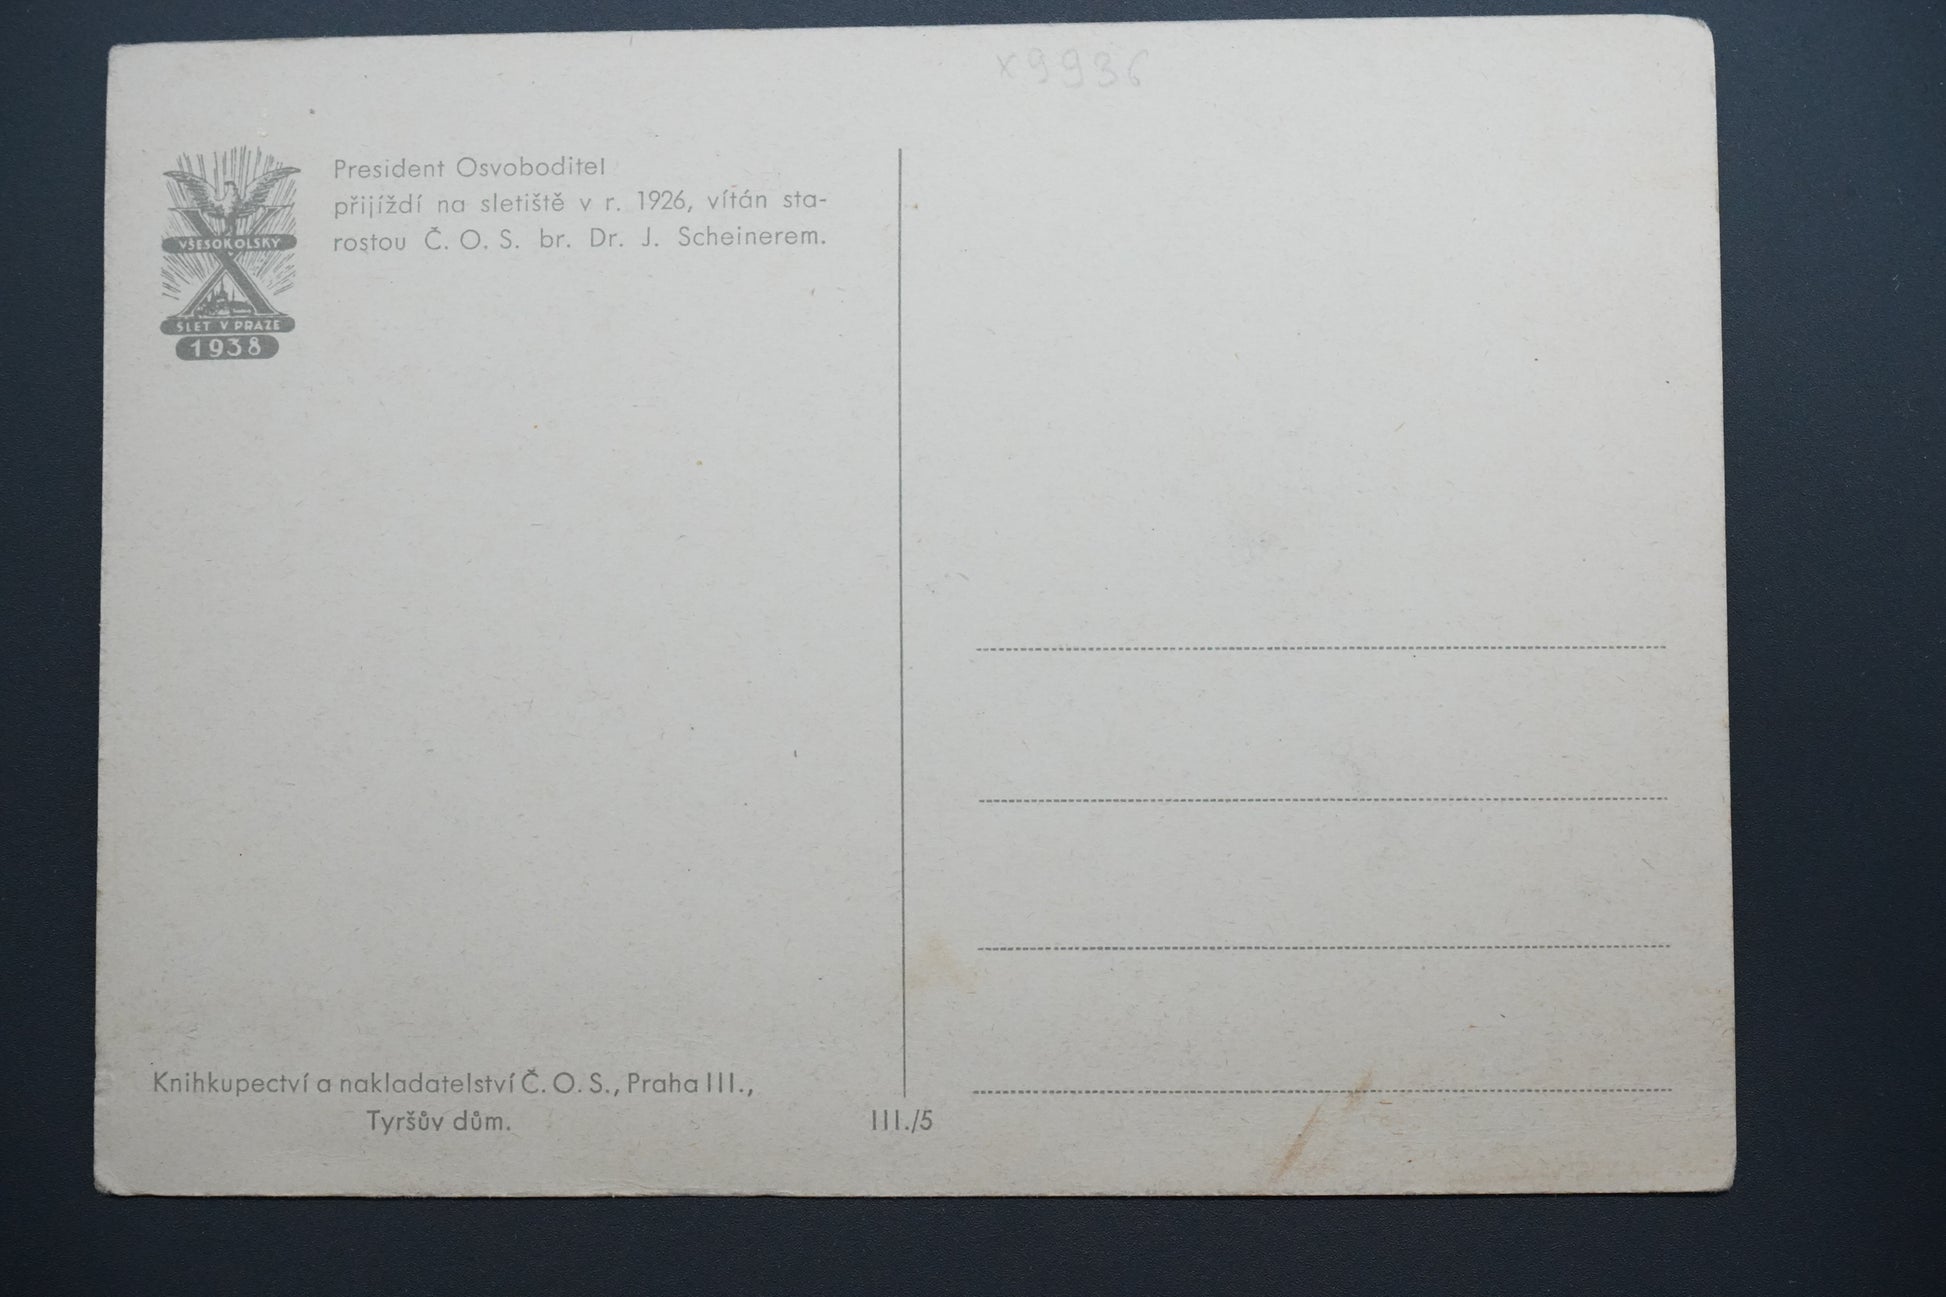 x9936
President Osvoboditel
přijíždí na sletiště v r. 1926, vítán sta-
rostou Č. O. S. br. Dr. J. Scheinerem.
VŠESOKOLSKÝ
X
SLET V PRAZE
1938
Knihkupectví a nakladatelství Č. O. S., Praha III.,
Tyršův dům.
III./5